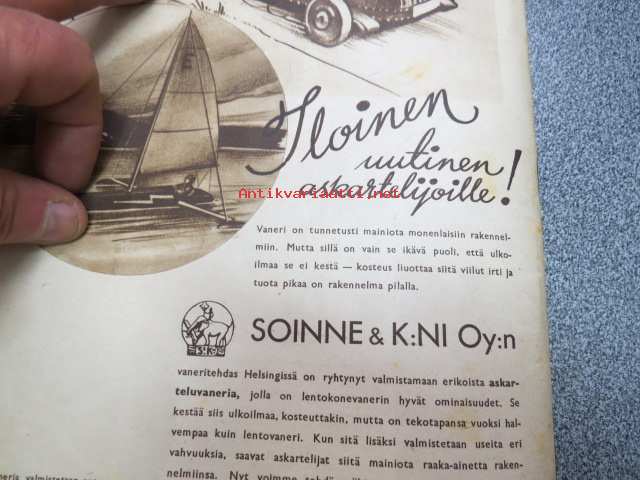 E
Iloinen
uutinen
askartelijoille!
Antikvariaatti.net
Vaneri on tunnetusti mainiota monenlaisiin rakennel-
miin. Mutta sillä on vain se ikävä puoli, että ulko-
ilmaa se ei kestä — kosteus liuottaa siitä viilut irti ja
tuota pikaa on rakennelma pilalla.
S:KO
SOINNE & K:NI Oy:n
vaneritehdas Helsingissä on ryhtynyt valmistamaan erikoista askar-
teluvaneria, jolla on lentokonevanerin hyvät ominaisuudet. Se
kestää siis ulkoilmaa, kosteuttakin, mutta on tekotapansa vuoksi hal-
vempaa kuin lentovaneri. Kun sitä lisäksi valmistetaan useita eri
vahvuuksia, saavat askartelijat siitä mainiota raaka-ainetta raken-
nelmiinsa. Nyt voimme tehdä